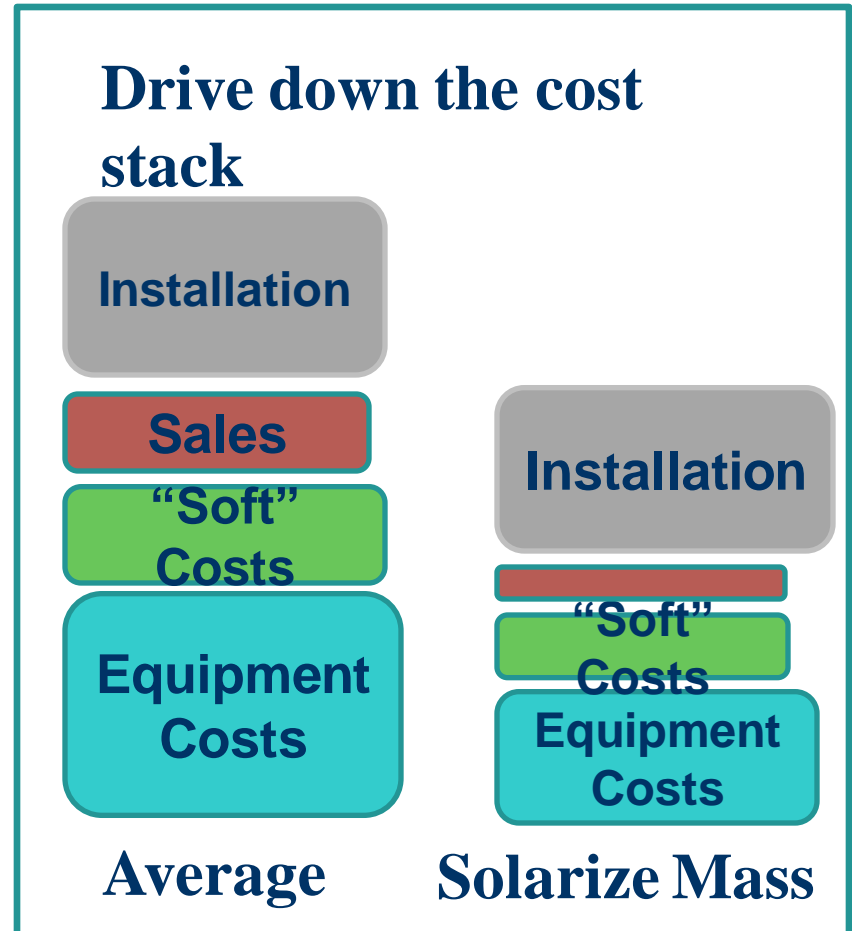 Drive down the cost
stack
Installation
Sales
“Soft”
Costs
Equipment
Costs
Average
Installation
“Soft”
Costs
Equipment
Costs
Solarize Mass